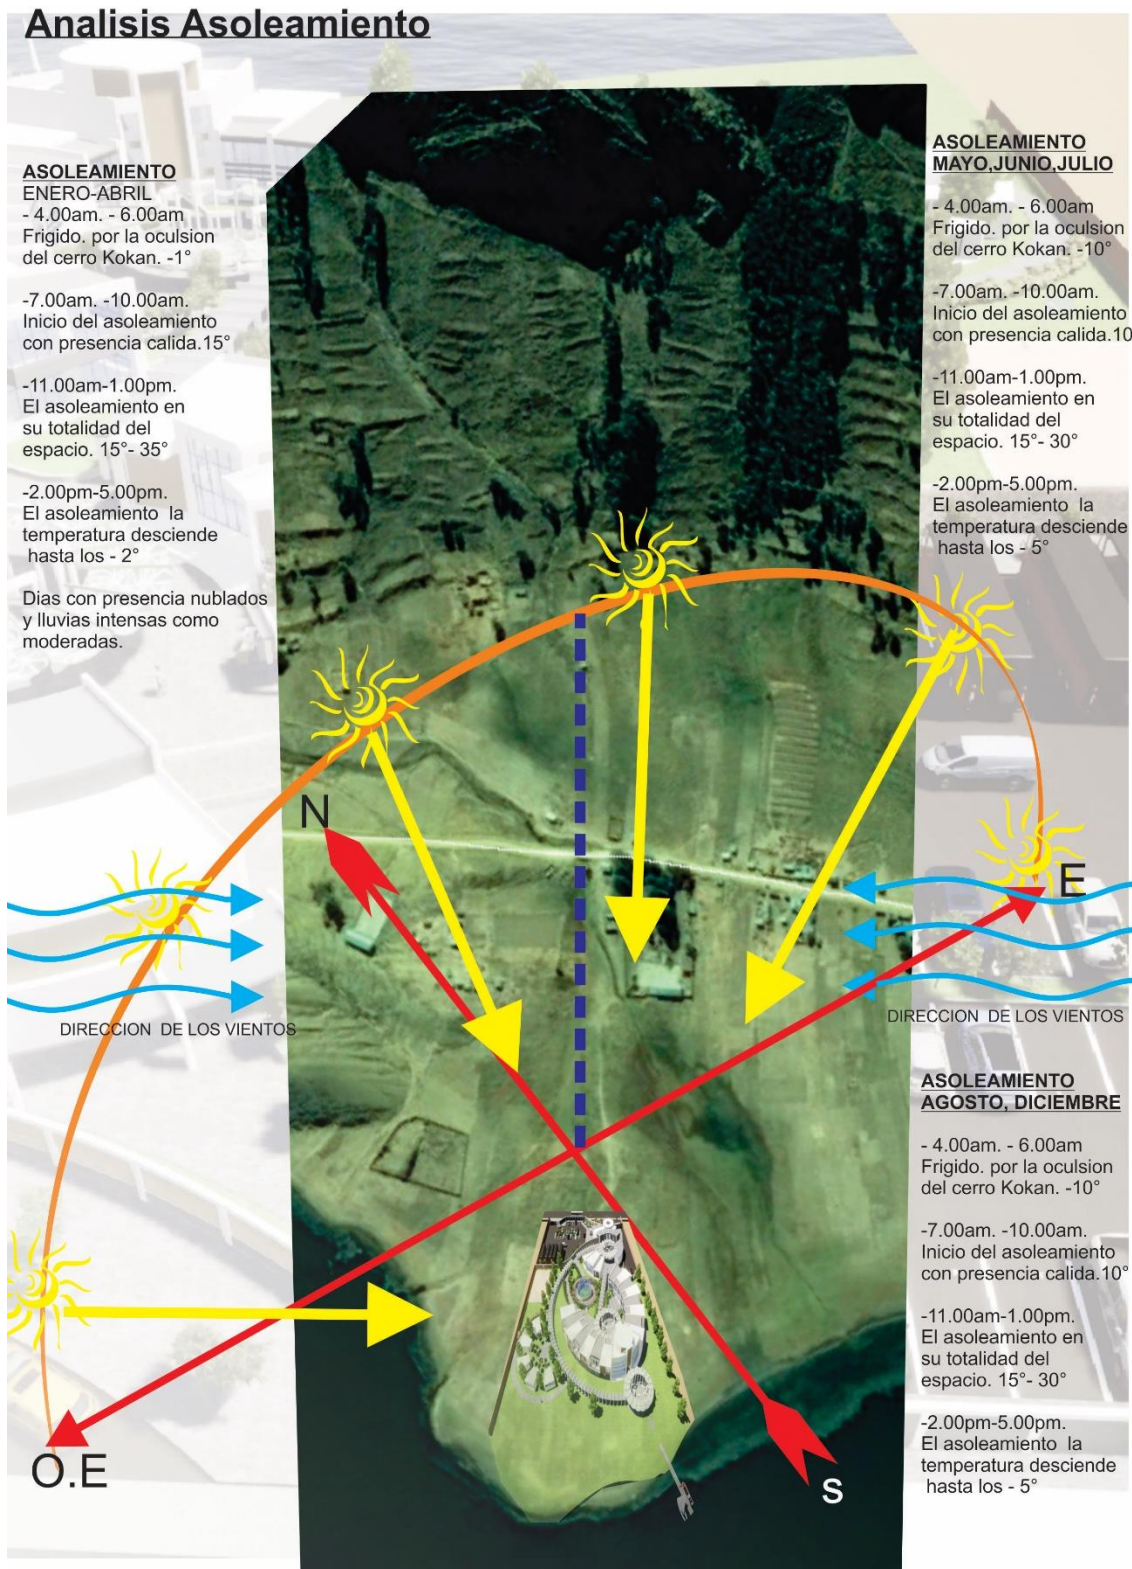 Analisis Asoleamiento
ASOLEAMIENTO
ENERO-ABRIL
- 4.00am. - 6.00am
Frigido. por la oculsion
del cerro Kokan. -1°
-7.00am. -10.00am.
Inicio del asoleamiento
con presencia calida.15°
-11.00am-1.00pm.
El asoleamiento en
su totalidad del
espacio. 15°- 35°
-2.00pm-5.00pm.
El asoleamiento la
temperatura desciende
hasta los - 2°
Dias con presencia nublados
y lluvias intensas como
moderadas.
ASOLEAMIENTO
MAYO,JUNIO,JULIO
- 4.00am. - 6.00am
Frigido. por la oculsion
del cerro Kokan. -10°
-7.00am. -10.00am.
Inicio del asoleamiento
con presencia calida.10
-11.00am-1.00pm.
El asoleamiento en
su totalidad del
espacio. 15°- 30°
-2.00pm-5.00pm.
El asoleamiento la
temperatura desciende
hasta los - 5°
N
E
DIRECCION DE LOS VIENTOS
DIRECCION DE LOS VIENTOS
ASOLEAMIENTO
AGOSTO, DICIEMBRE
- 4.00am. - 6.00am
Frigido. por la oculsion
del cerro Kokan. -10°
-7.00am. -10.00am.
Inicio del asoleamiento
con presencia calida.10°
-11.00am-1.00pm.
El asoleamiento en
su totalidad del
espacio. 15°- 30°
-2.00pm-5.00pm.
El asoleamiento la
temperatura desciende
hasta los - 5°
O.E
S